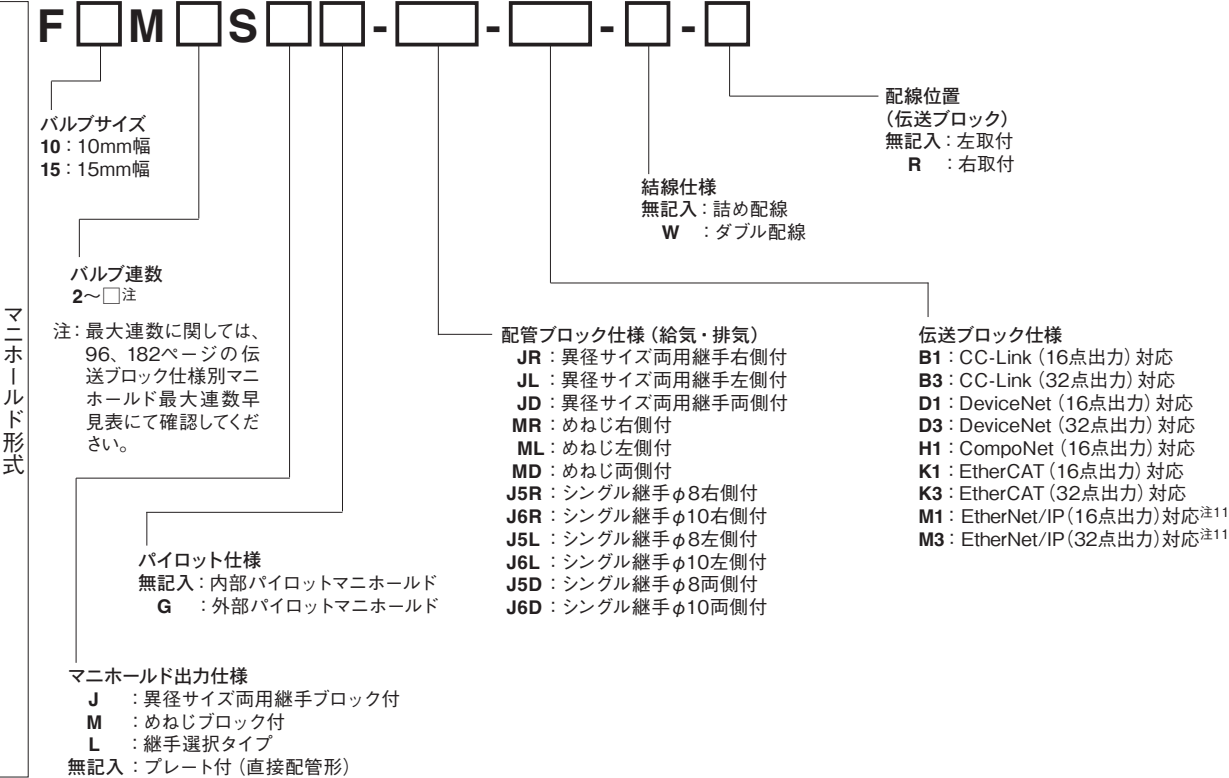 F□M□S□□-□-□-□-□
マニホールド形式
バルブサイズ
10：10mm幅
15：15mm幅
バルブ連数
2～□注
注：最大連数に関しては、
96、182ページの伝
送ブロック仕様別マニ
ホールド最大連数早
見表にて確認してくだ
さい。
マニホールド出力仕様
J ：異径サイズ両用継手ブロック付
M ：めねじブロック付
L ：継手選択タイプ
無記入：プレート付（直接配管形）
パイロット仕様
無記入：内部パイロットマニホールド
G ：外部パイロットマニホールド
配管ブロック仕様（給気・排気）
JR：異径サイズ両用継手右側付
JL：異径サイズ両用継手左側付
JD：異径サイズ両用継手両側付
MR：めねじ右側付
ML：めねじ左側付
MD：めねじ両側付
J5R：シングル継手φ8右側付
J6R：シングル継手φ10右側付
J5L：シングル継手φ8左側付
J6L：シングル継手φ10左側付
J5D：シングル継手φ8両側付
J6D：シングル継手φ10両側付
伝送ブロック仕様
B1：CC-Link（16点出力）対応
B3：CC-Link（32点出力）対応
D1：DeviceNet（16点出力）対応
D3：DeviceNet（32点出力）対応
H1：CompoNet（16点出力）対応
K1：EtherCAT（16点出力）対応
K3：EtherCAT（32点出力）対応
M1：EtherNet/IP（16点出力）対応注11
M3：EtherNet/IP（32点出力）対応注11
結線仕様
無記入：詰め配線
W ：ダブル配線
配線位置
（伝送ブロック）
無記入：左取付
R ：右取付